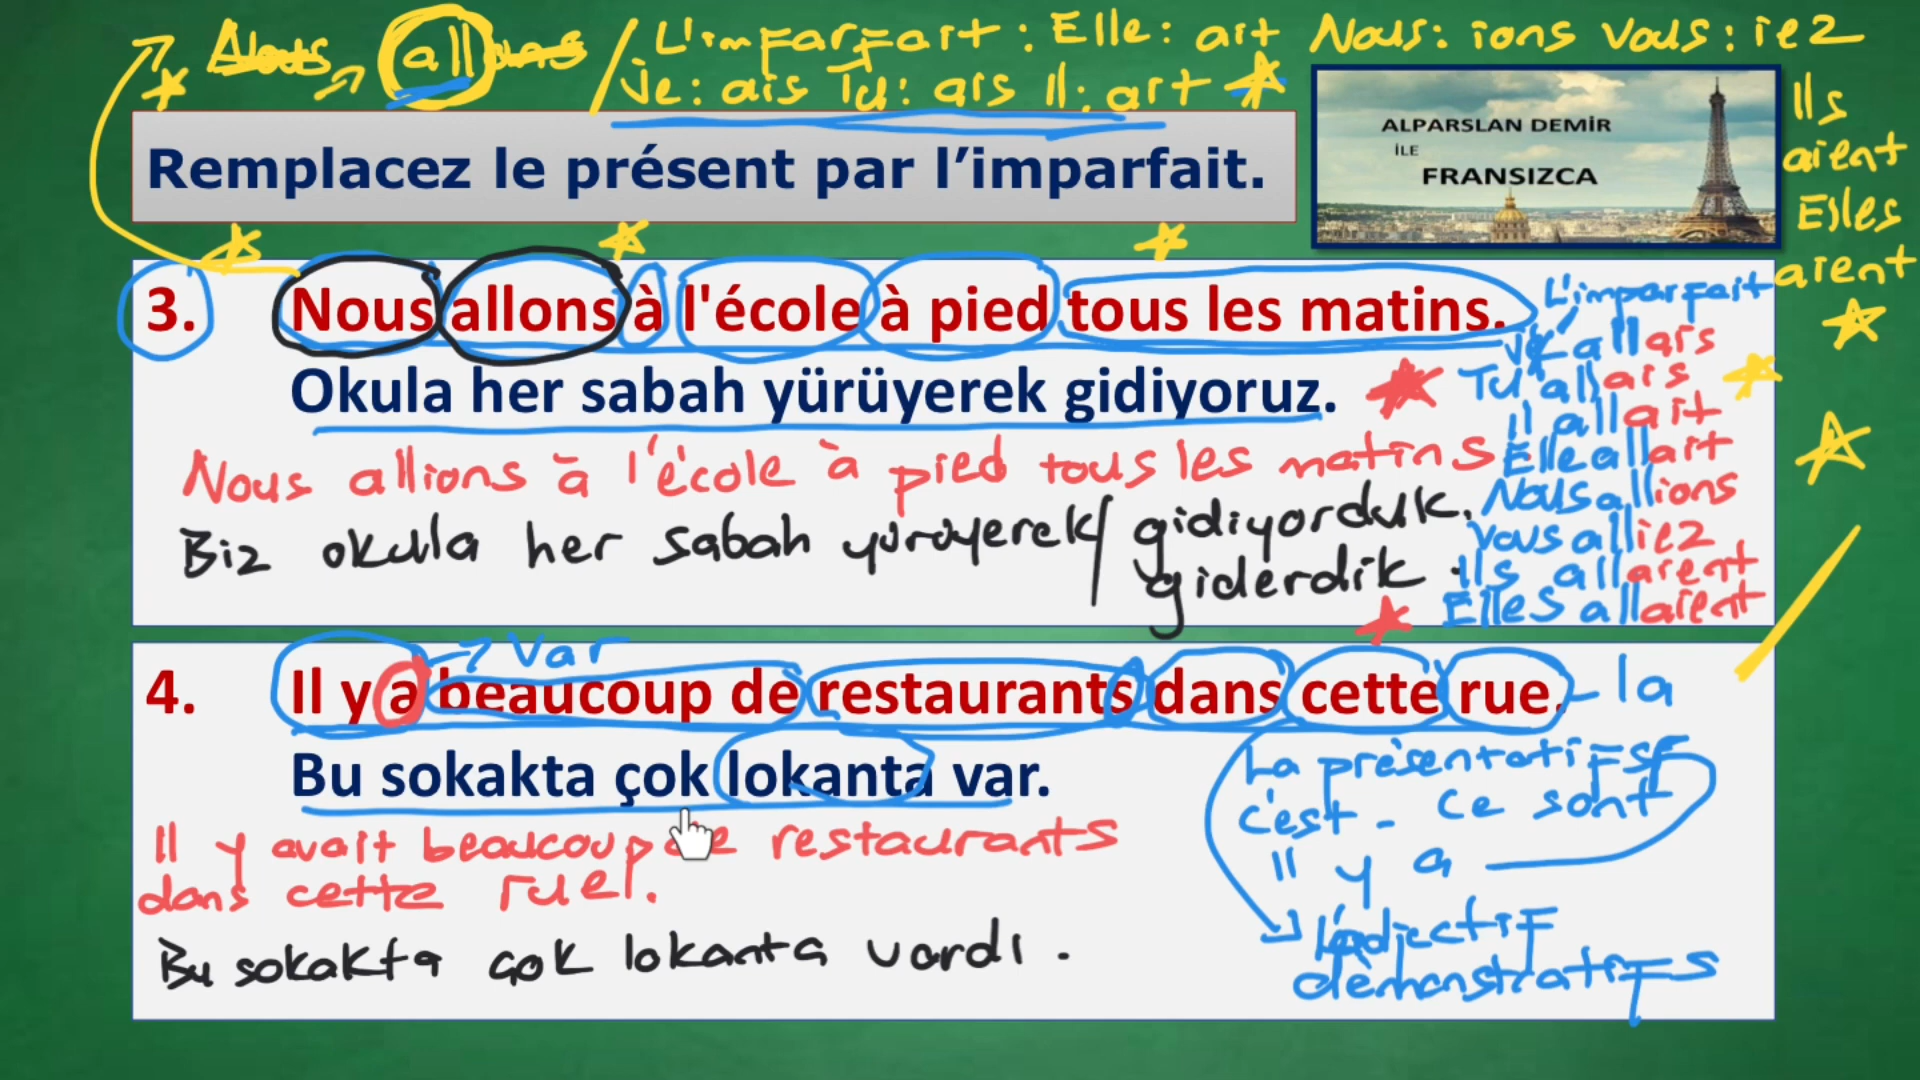 Nous → allons / L'imparfait : Elle : ait Nous : ions Vous : iez
Je : ais Tu : ais Il : ait
Ils
aient
Elles
aient
Remplacez le présent par l'imparfait.
ALPARSLAN DEMİR
İLE
FRANSIZCA
3. Nous allons à l'école à pied tous les matins.
Okula her sabah yürüyerek gidiyoruz.
Nous allions à l'école à pied tous les matins
Biz okula her sabah yürüyerek / gidiyorduk.
giderdik.
L'imparfait
J' allais
Tu allais
Il allait
Elle allait
Nous allions
Vous alliez
Ils allaient
Elles allaient
→ Var
4. Il y a beaucoup de restaurants dans cette rue. - la
Bu sokakta çok lokanta var.
Il y avait beaucoup de restaurants
dans cette rue.
Bu sokakta çok lokanta vardı.
La présentatifs
c'est - ce sont
Il y a
l'adjectif
démonstratifs